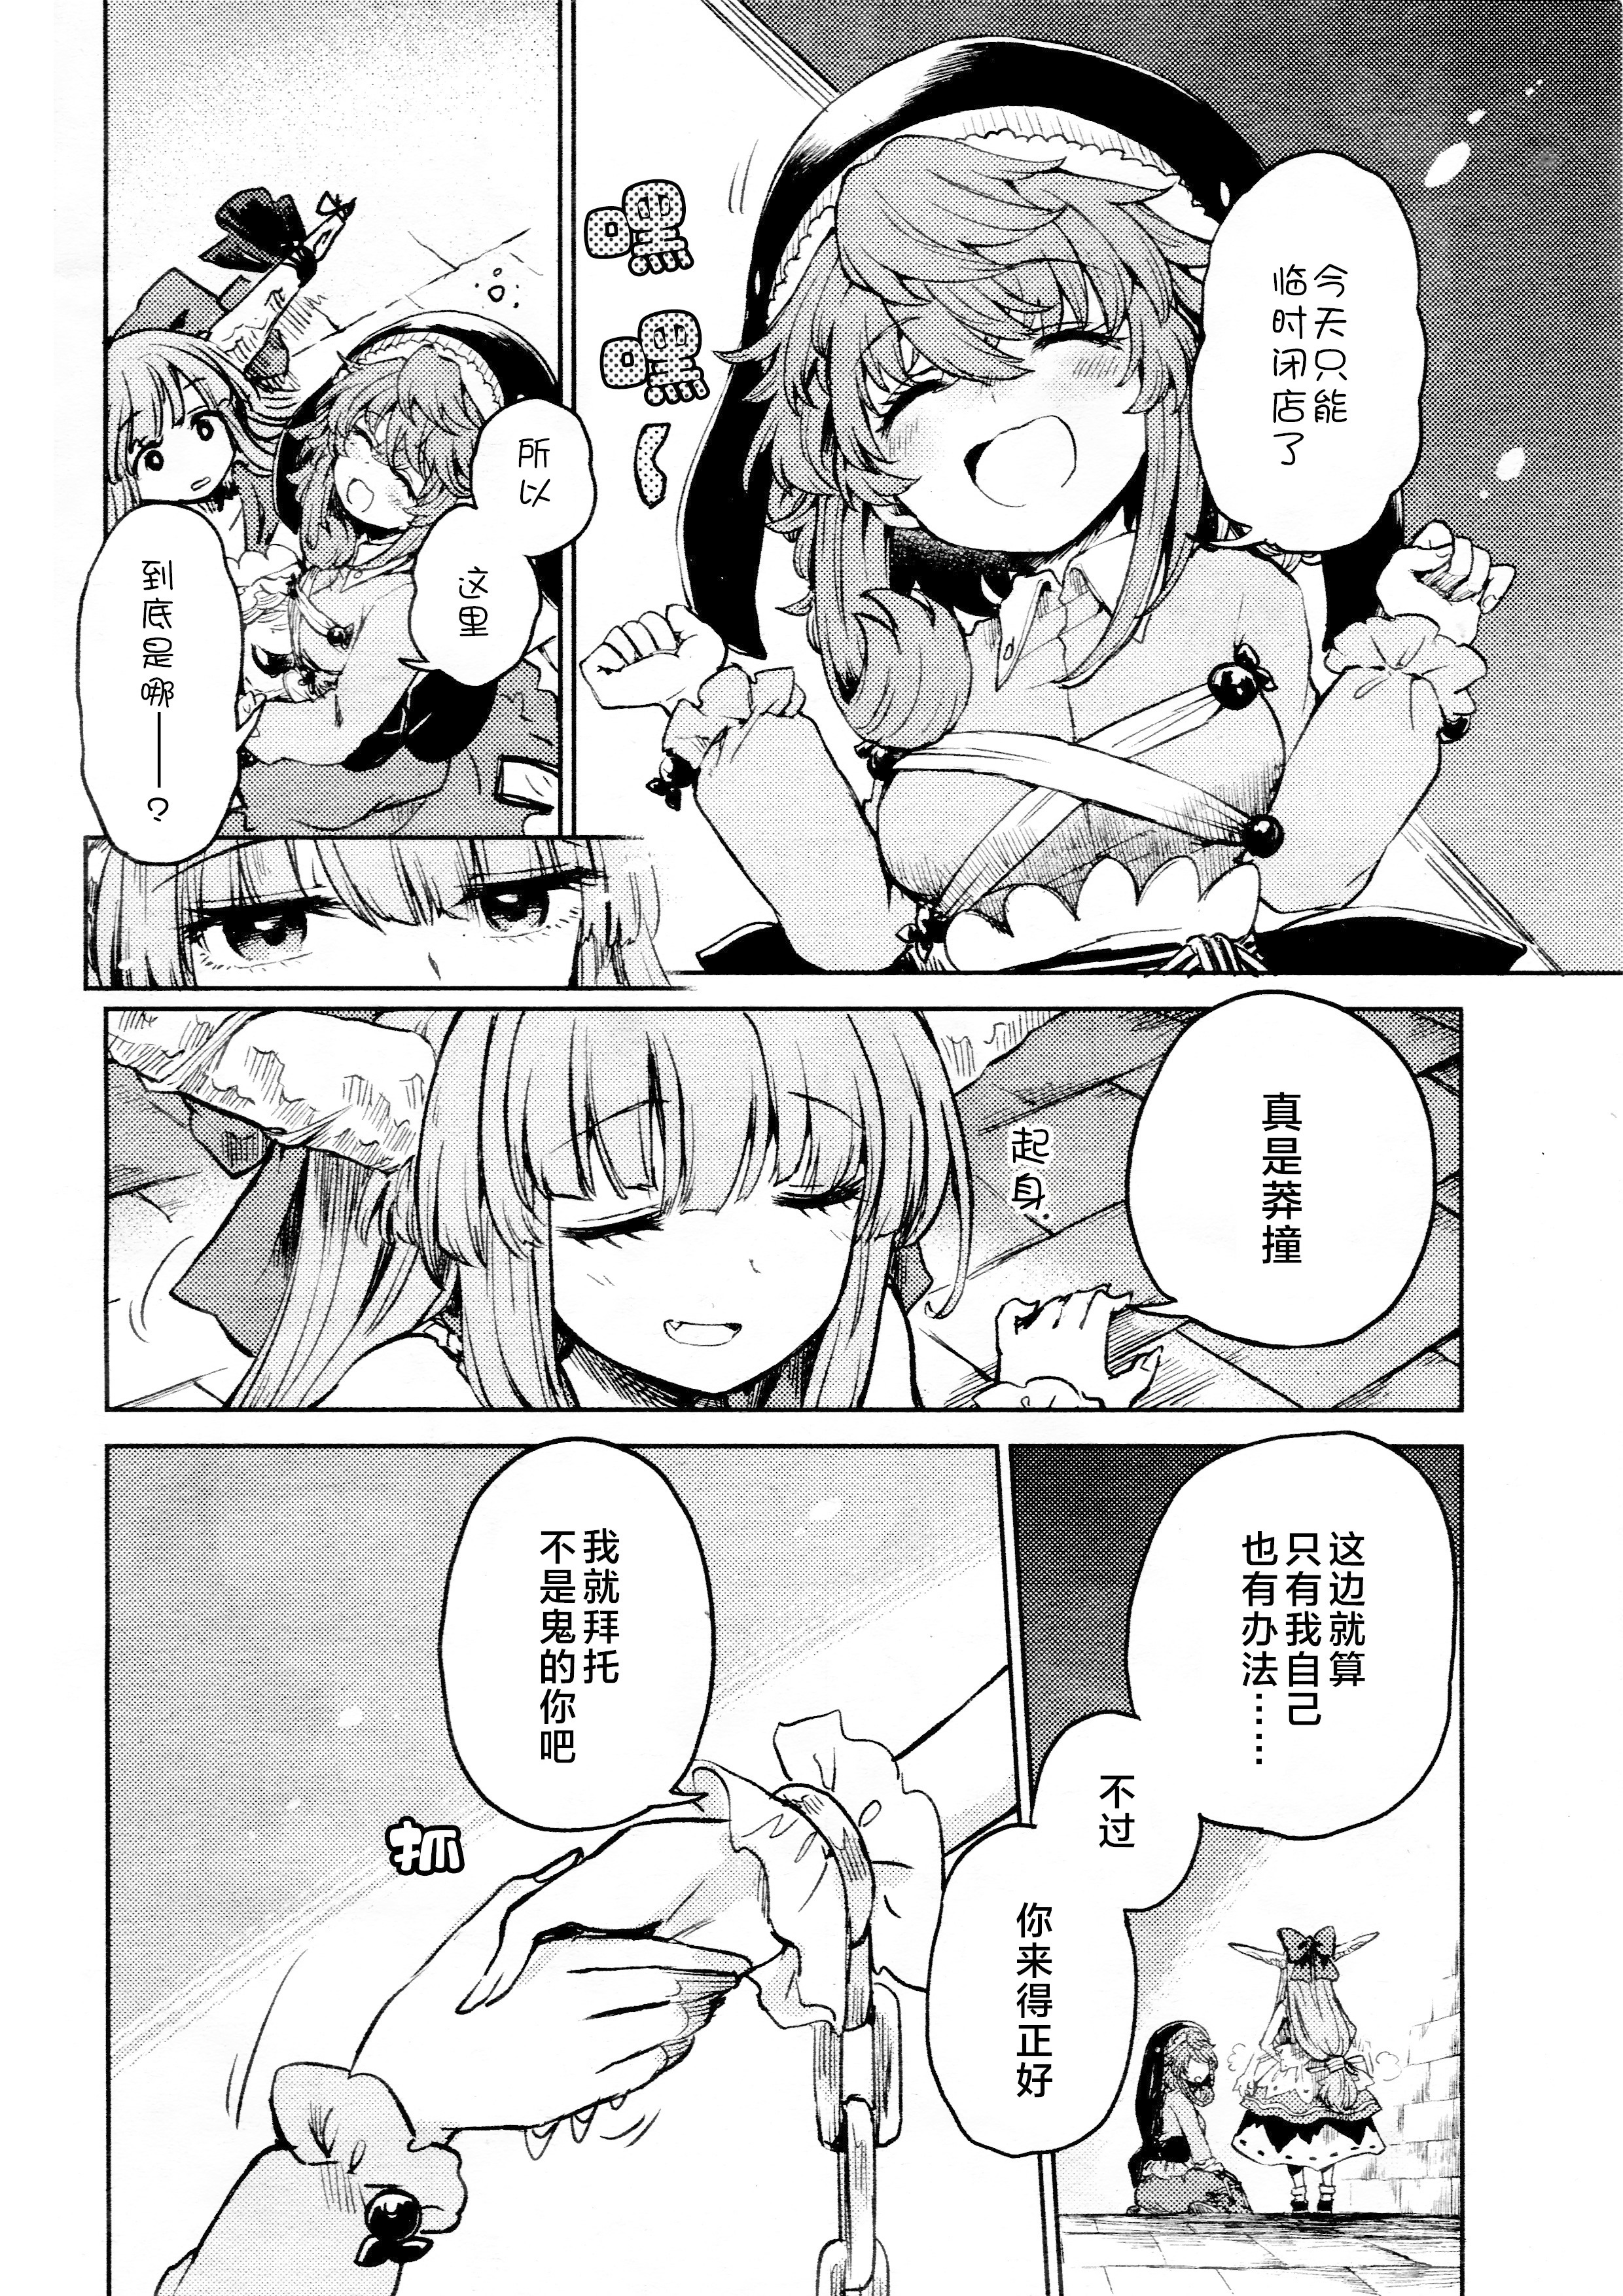 今天只能
临时闭店了
嘿
嘿
所以
这里
到底是哪——？
真是莽撞
起身
这边就算
只有我自己
也有办法……
不过
你来得正好
我就拜托
不是鬼的你吧
抓